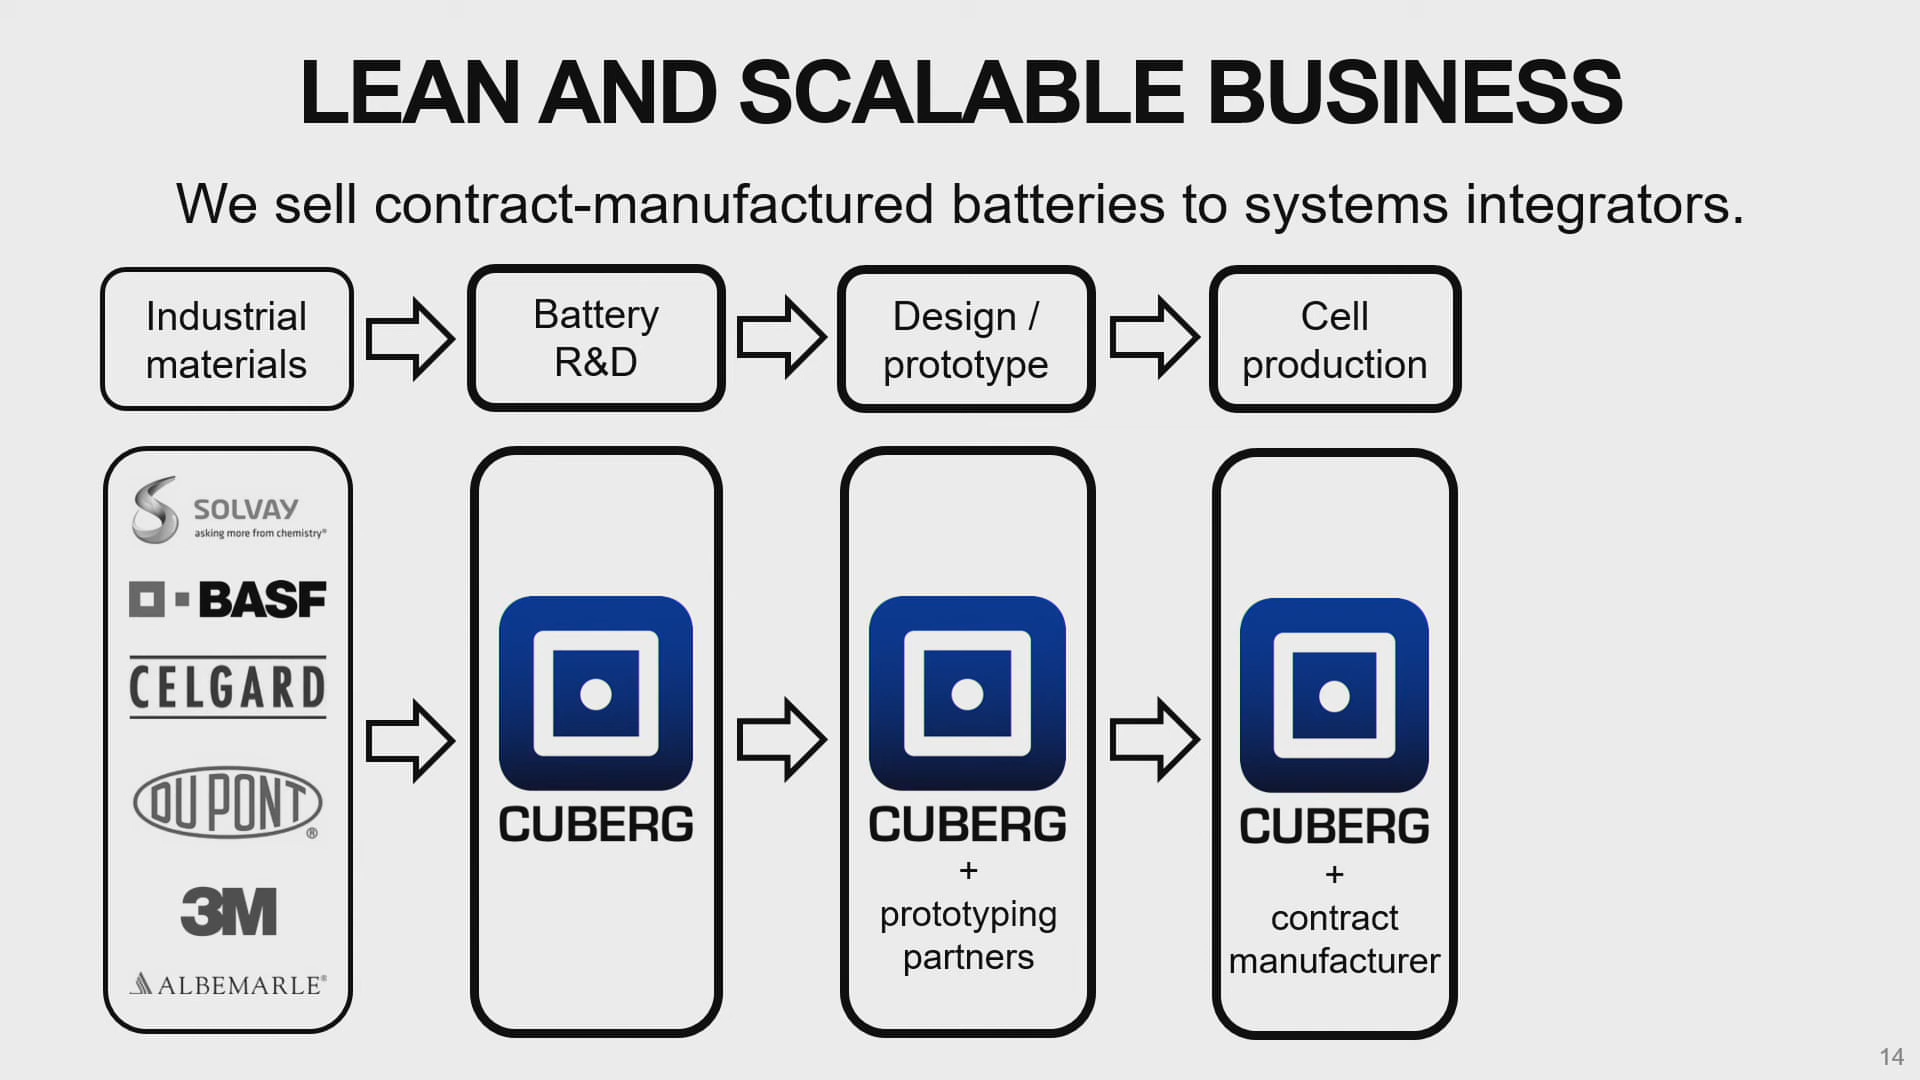 LEAN AND SCALABLE BUSINESS
We sell contract-manufactured batteries to systems integrators.
Industrial
materials
Battery
R&D
Design /
prototype
Cell
production
SOLVAY
asking more from chemistry®
BASF
CELGARD
DUPONT®
3M
ALBEMARLE®
CUBERG
CUBERG
+
prototyping
partners
CUBERG
+
contract
manufacturer
14